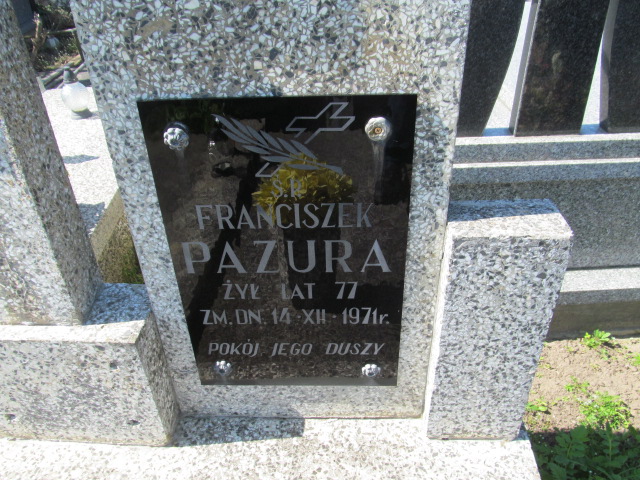 Ś.P.
FRANCISZEK
PAZURA
ŻYŁ LAT 77
ZM. DN. 14-XII-1971r.
POKÓJ JEGO DUSZY